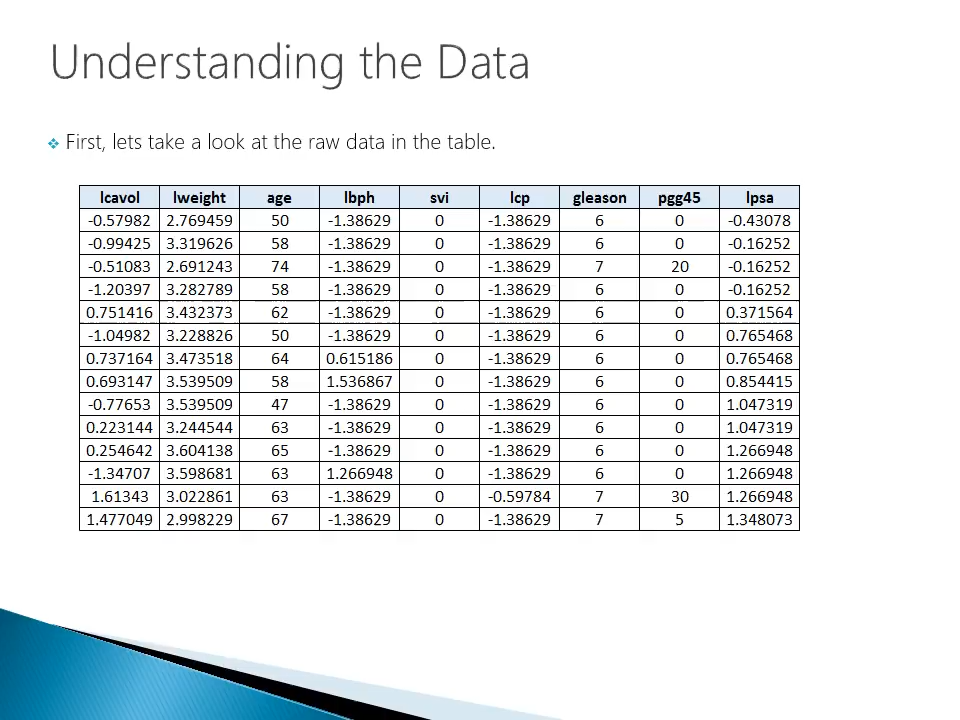 Understanding the Data
First, lets take a look at the raw data in the table.
lcavol lweight age lbph svi lcp gleason pgg45 lpsa
-0.57982 2.769459 50 -1.38629 0 -1.38629 6 0 -0.43078
-0.99425 3.319626 58 -1.38629 0 -1.38629 6 0 -0.16252
-0.51083 2.691243 74 -1.38629 0 -1.38629 7 20 -0.16252
-1.20397 3.282789 58 -1.38629 0 -1.38629 6 0 -0.16252
0.751416 3.432373 62 -1.38629 0 -1.38629 6 0 0.371564
-1.04982 3.228826 50 -1.38629 0 -1.38629 6 0 0.765468
0.737164 3.473518 64 0.615186 0 -1.38629 6 0 0.765468
0.693147 3.539509 58 1.536867 0 -1.38629 6 0 0.854415
-0.77653 3.539509 47 -1.38629 0 -1.38629 6 0 1.047319
0.223144 3.244544 63 -1.38629 0 -1.38629 6 0 1.047319
0.254642 3.604138 65 -1.38629 0 -1.38629 6 0 1.266948
-1.34707 3.598681 63 1.266948 0 -1.38629 6 0 1.266948
1.61343 3.022861 63 -1.38629 0 -0.59784 7 30 1.266948
1.477049 2.998229 67 -1.38629 0 -1.38629 7 5 1.348073